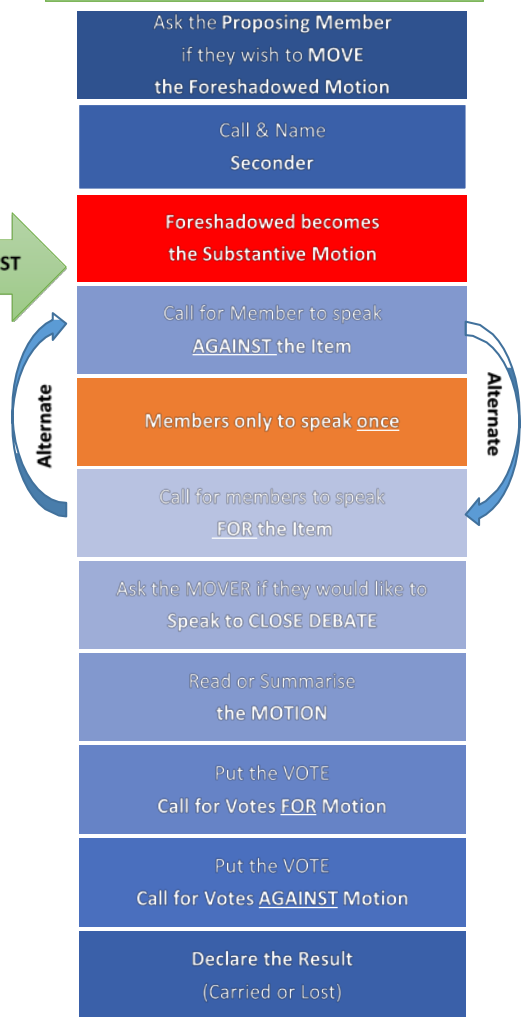 Ask the Proposing Member
if they wish to MOVE
the Foreshadowed Motion
Call & Name
Seconder
Foreshadowed becomes
the Substantive Motion
ST
Call for Member to speak
AGAINST the Item
Alternate
Alternate
Members only to speak once
Call for members to speak
FOR the Item
Ask the MOVER if they would like to
Speak to CLOSE DEBATE
Read or Summarise
the MOTION
Put the VOTE
Call for Votes FOR Motion
Put the VOTE
Call for Votes AGAINST Motion
Declare the Result
(Carried or Lost)